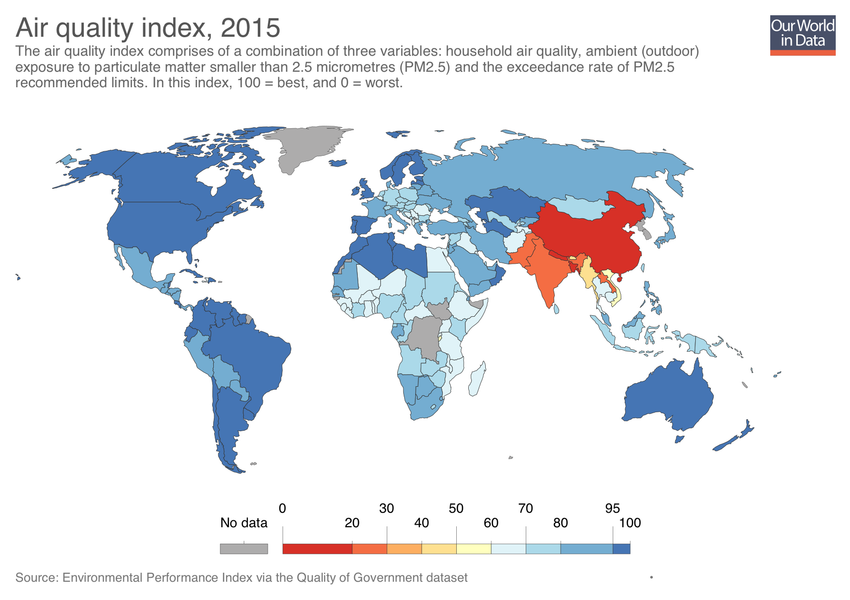 Air quality index, 2015
Our World
in Data
The air quality index comprises of a combination of three variables: household air quality, ambient (outdoor)
exposure to particulate matter smaller than 2.5 micrometres (PM2.5) and the exceedance rate of PM2.5
recommended limits. In this index, 100 = best, and 0 = worst.
0 30 50 70 95
No data 20 40 60 80 100
Source: Environmental Performance Index via the Quality of Government dataset